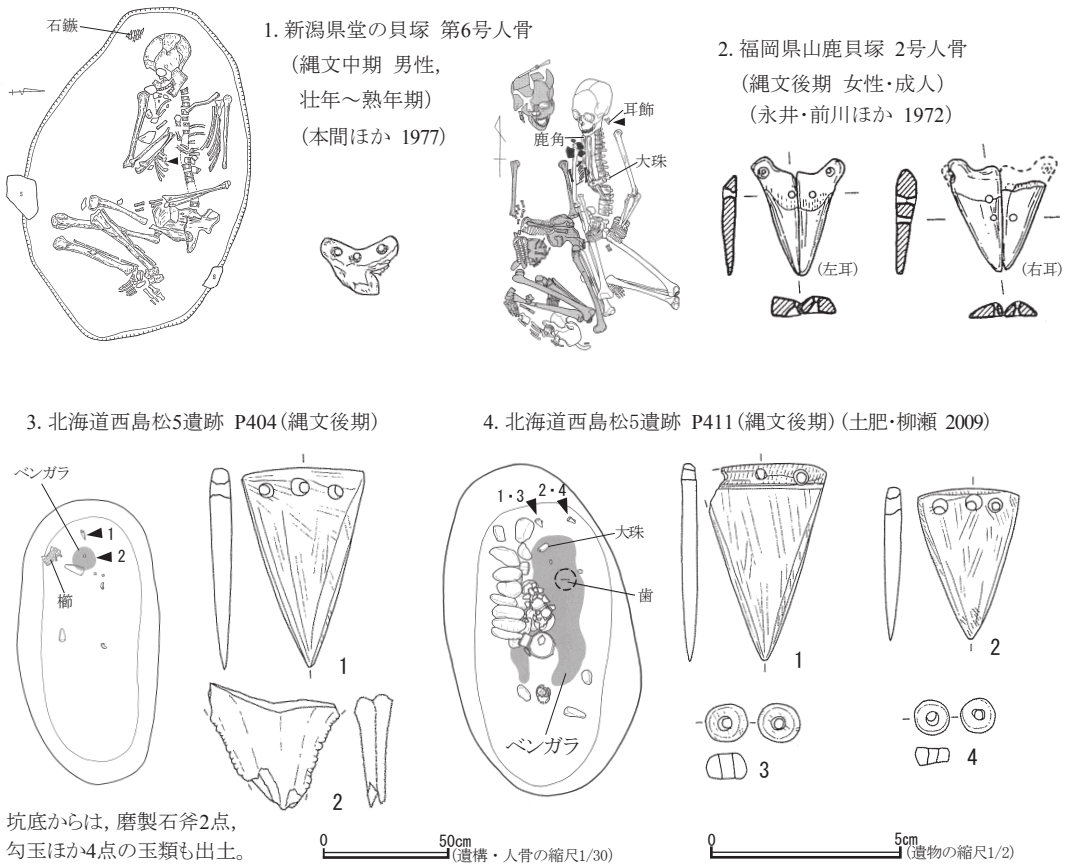 石鏃
1. 新潟県堂の貝塚 第6号人骨
(縄文中期 男性,
壮年～熟年期)
(本間ほか 1977)
耳飾
鹿角
大珠
2. 福岡県山鹿貝塚 2号人骨
(縄文後期 女性・成人)
(永井・前川ほか 1972)
(左耳)
(右耳)
3. 北海道西島松5遺跡 P404(縄文後期)
ベンガラ
1
2
櫛
1
2
坑底からは,磨製石斧2点,
勾玉ほか4点の玉類も出土。
4. 北海道西島松5遺跡 P411(縄文後期)(土肥・柳瀬 2009)
1・3
2・4
大珠
歯
ベンガラ
1
2
3
4
0 50cm
(遺構・人骨の縮尺1/30)
0 5cm
(遺物の縮尺1/2)